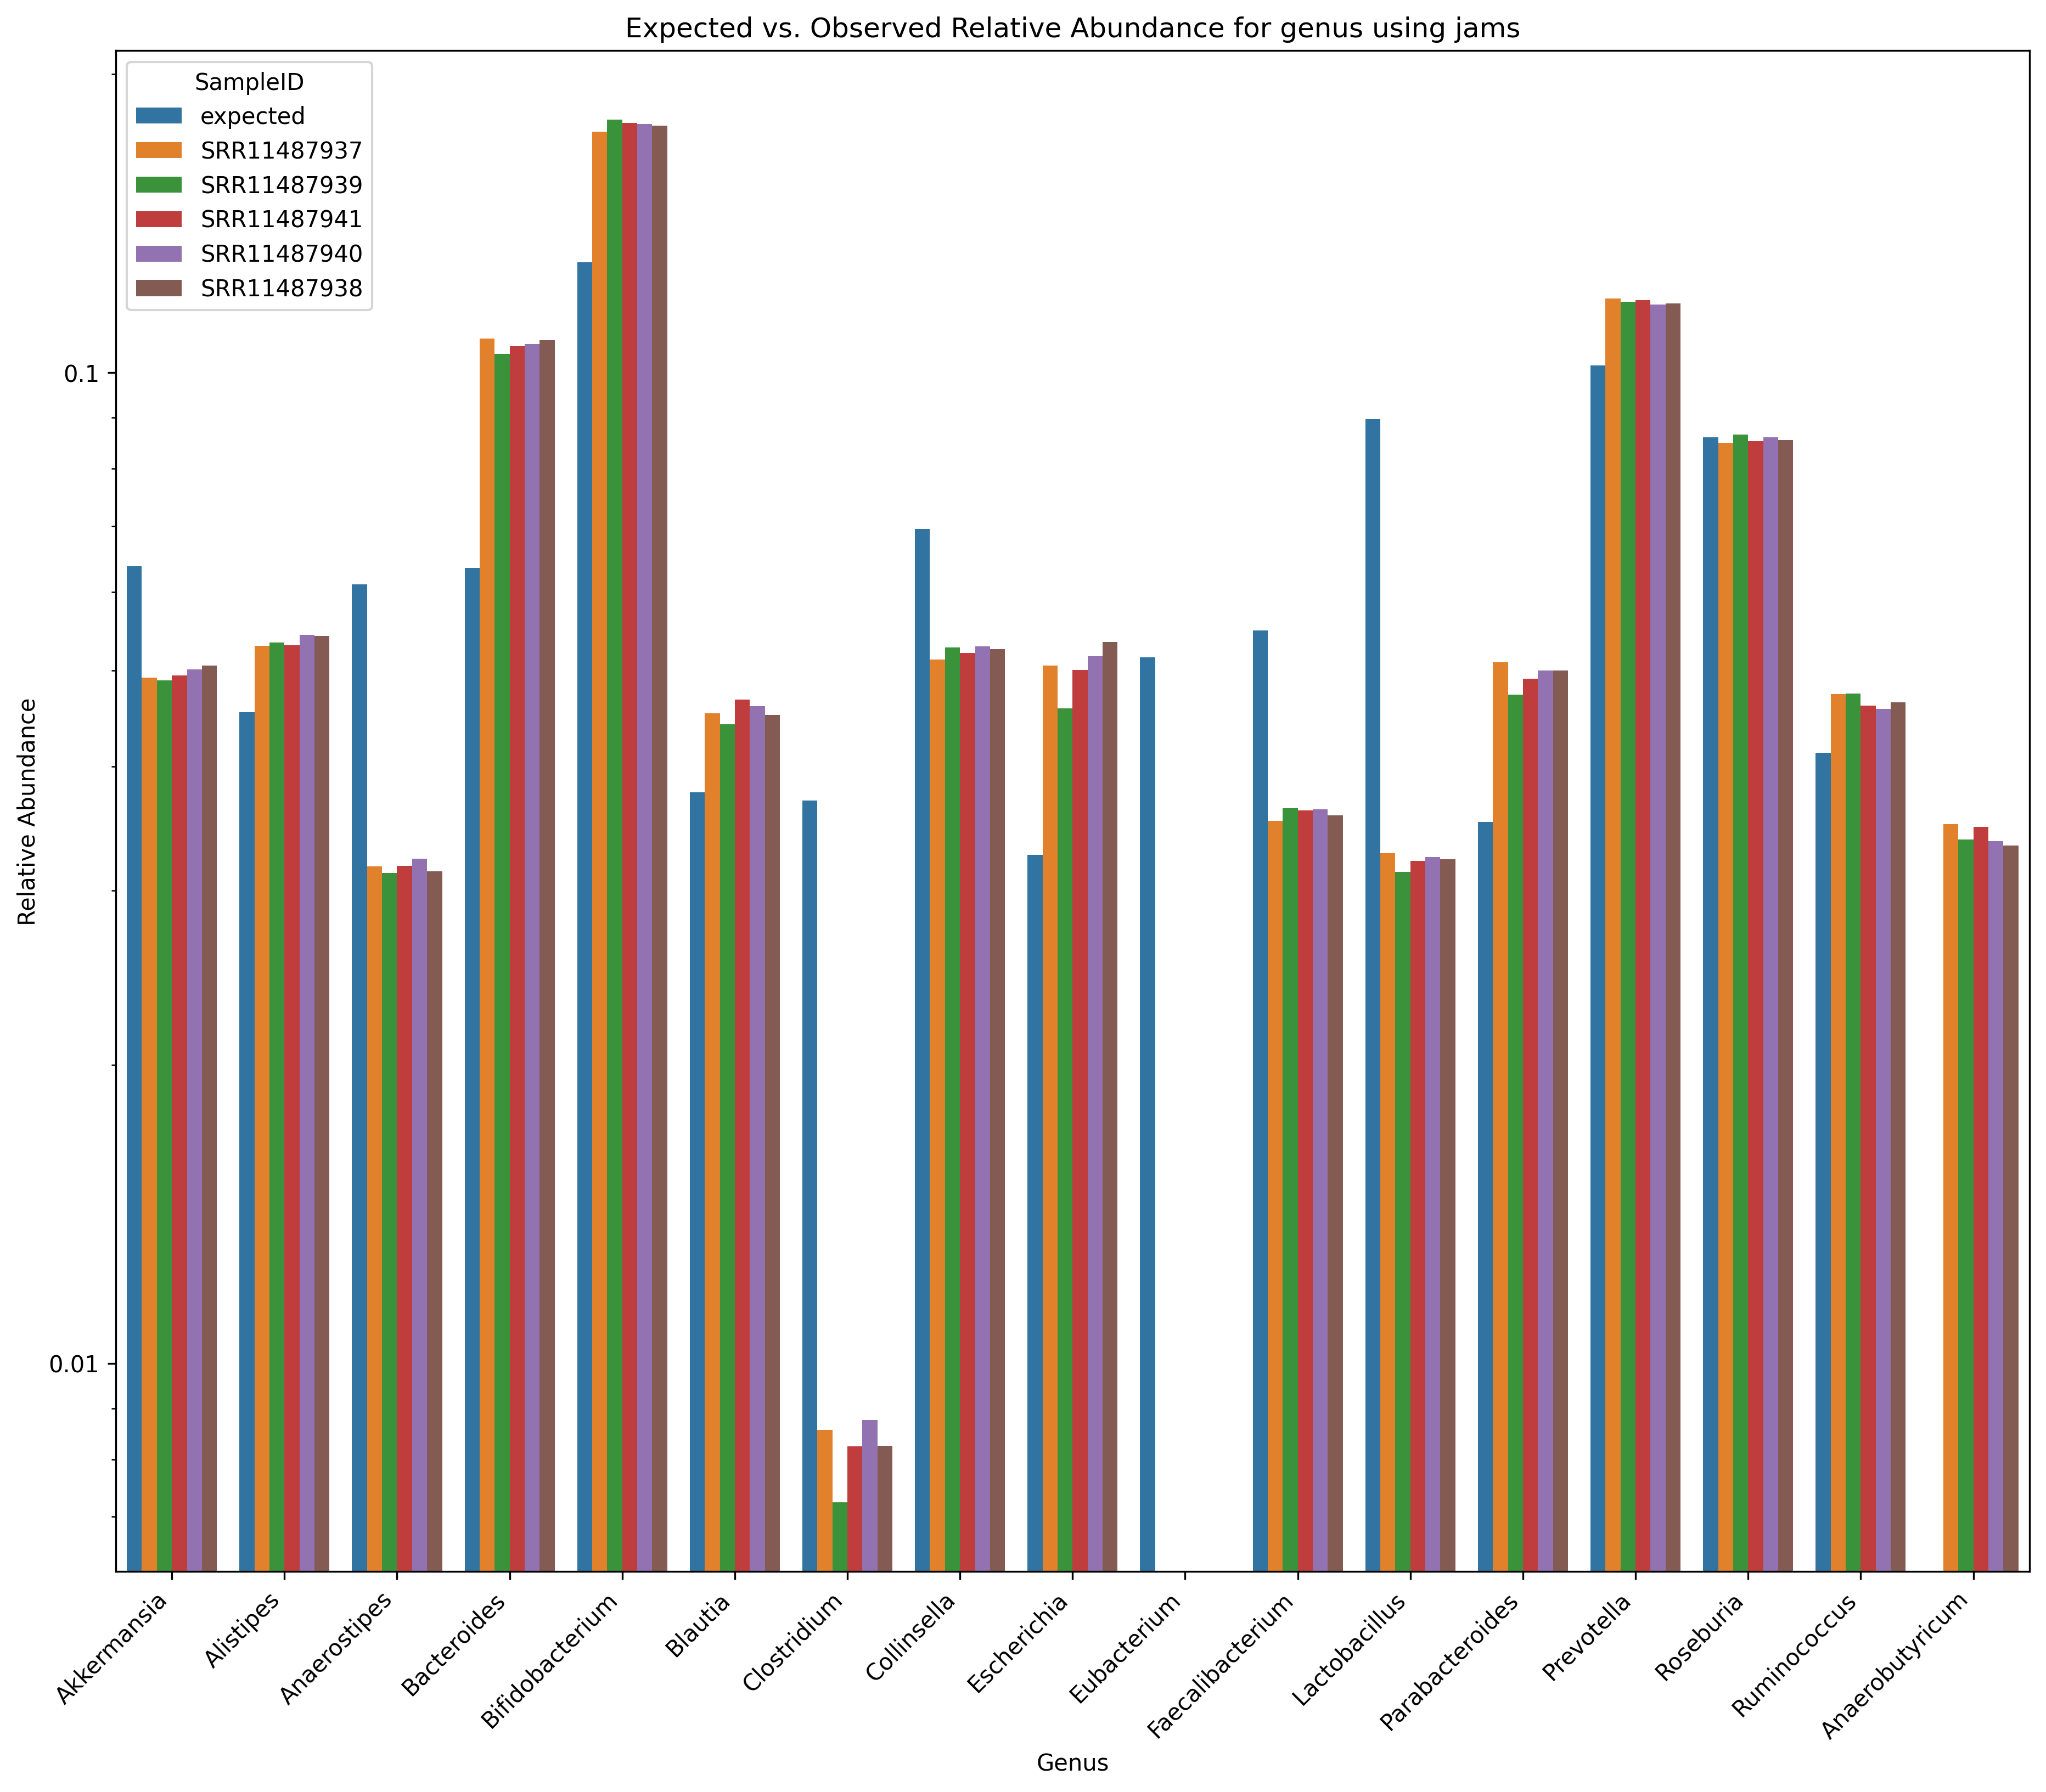 Expected vs. Observed Relative Abundance for genus using jams
SampleID
expected
SRR11487937
SRR11487939
SRR11487941
SRR11487940
SRR11487938
0.1
0.01
Relative Abundance
Akkermansia
Alistipes
Anaerostipes
Bacteroides
Bifidobacterium
Blautia
Clostridium
Collinsella
Escherichia
Eubacterium
Faecalibacterium
Lactobacillus
Parabacteroides
Prevotella
Roseburia
Ruminococcus
Anaerobutyricum
Genus